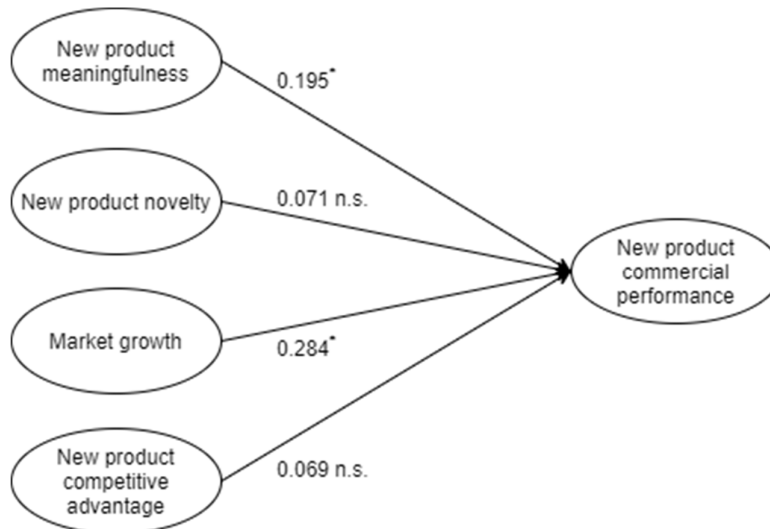 New product
meaningfulness
0.195*
New product novelty
0.071 n.s.
New product
commercial
performance
Market growth
0.284*
New product
competitive
advantage
0.069 n.s.